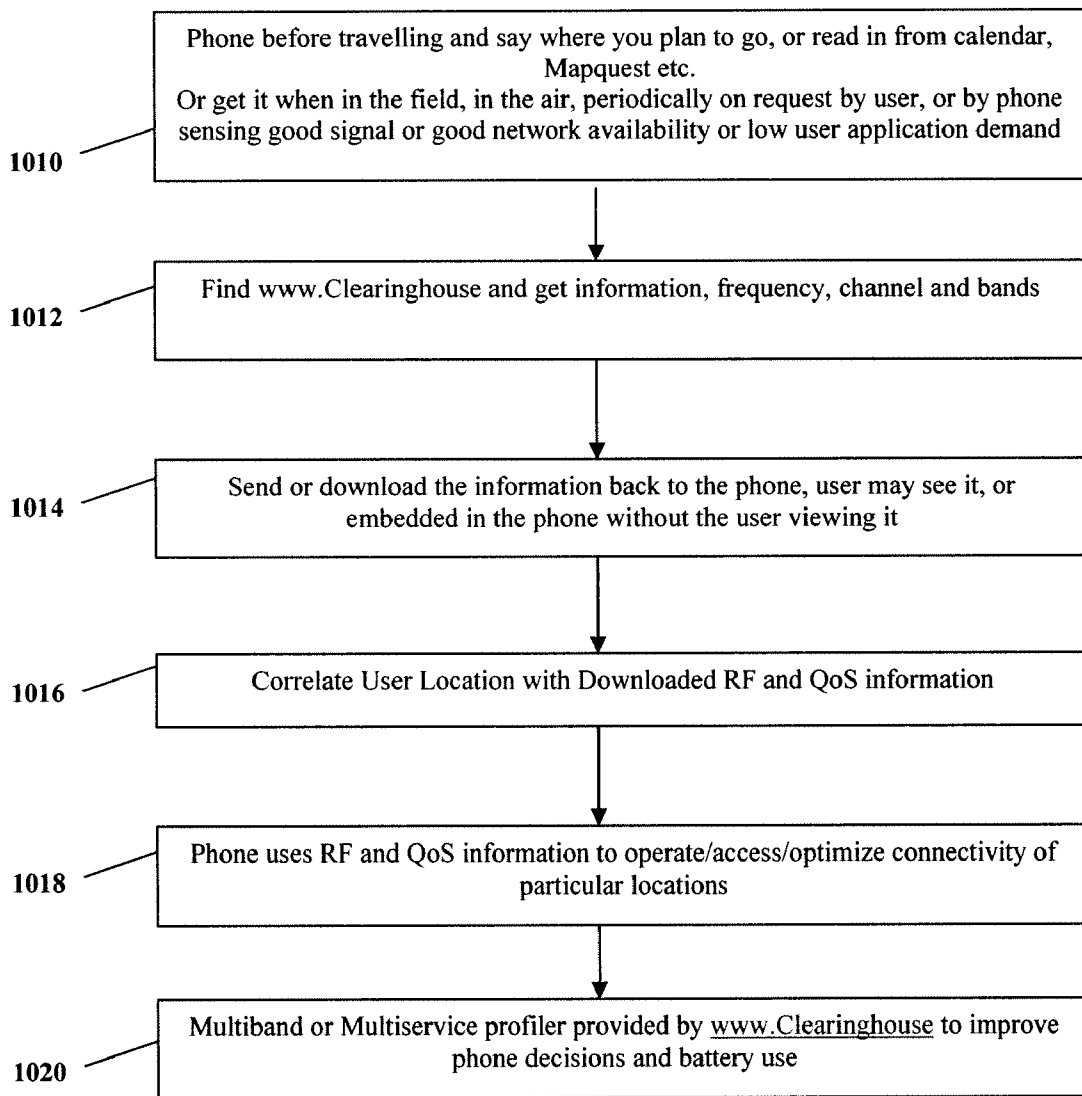 Phone before travelling and say where you plan to go, or read in from calendar,
Mapquest etc.
Or get it when in the field, in the air, periodically on request by user, or by phone
sensing good signal or good network availability or low user application demand
1010
Find www.Clearinghouse and get information, frequency, channel and bands
1012
Send or download the information back to the phone, user may see it, or
embedded in the phone without the user viewing it
1014
Correlate User Location with Downloaded RF and QoS information
1016
Phone uses RF and QoS information to operate/access/optimize connectivity of
particular locations
1018
Multiband or Multiservice profiler provided by www.Clearinghouse to improve
phone decisions and battery use
1020